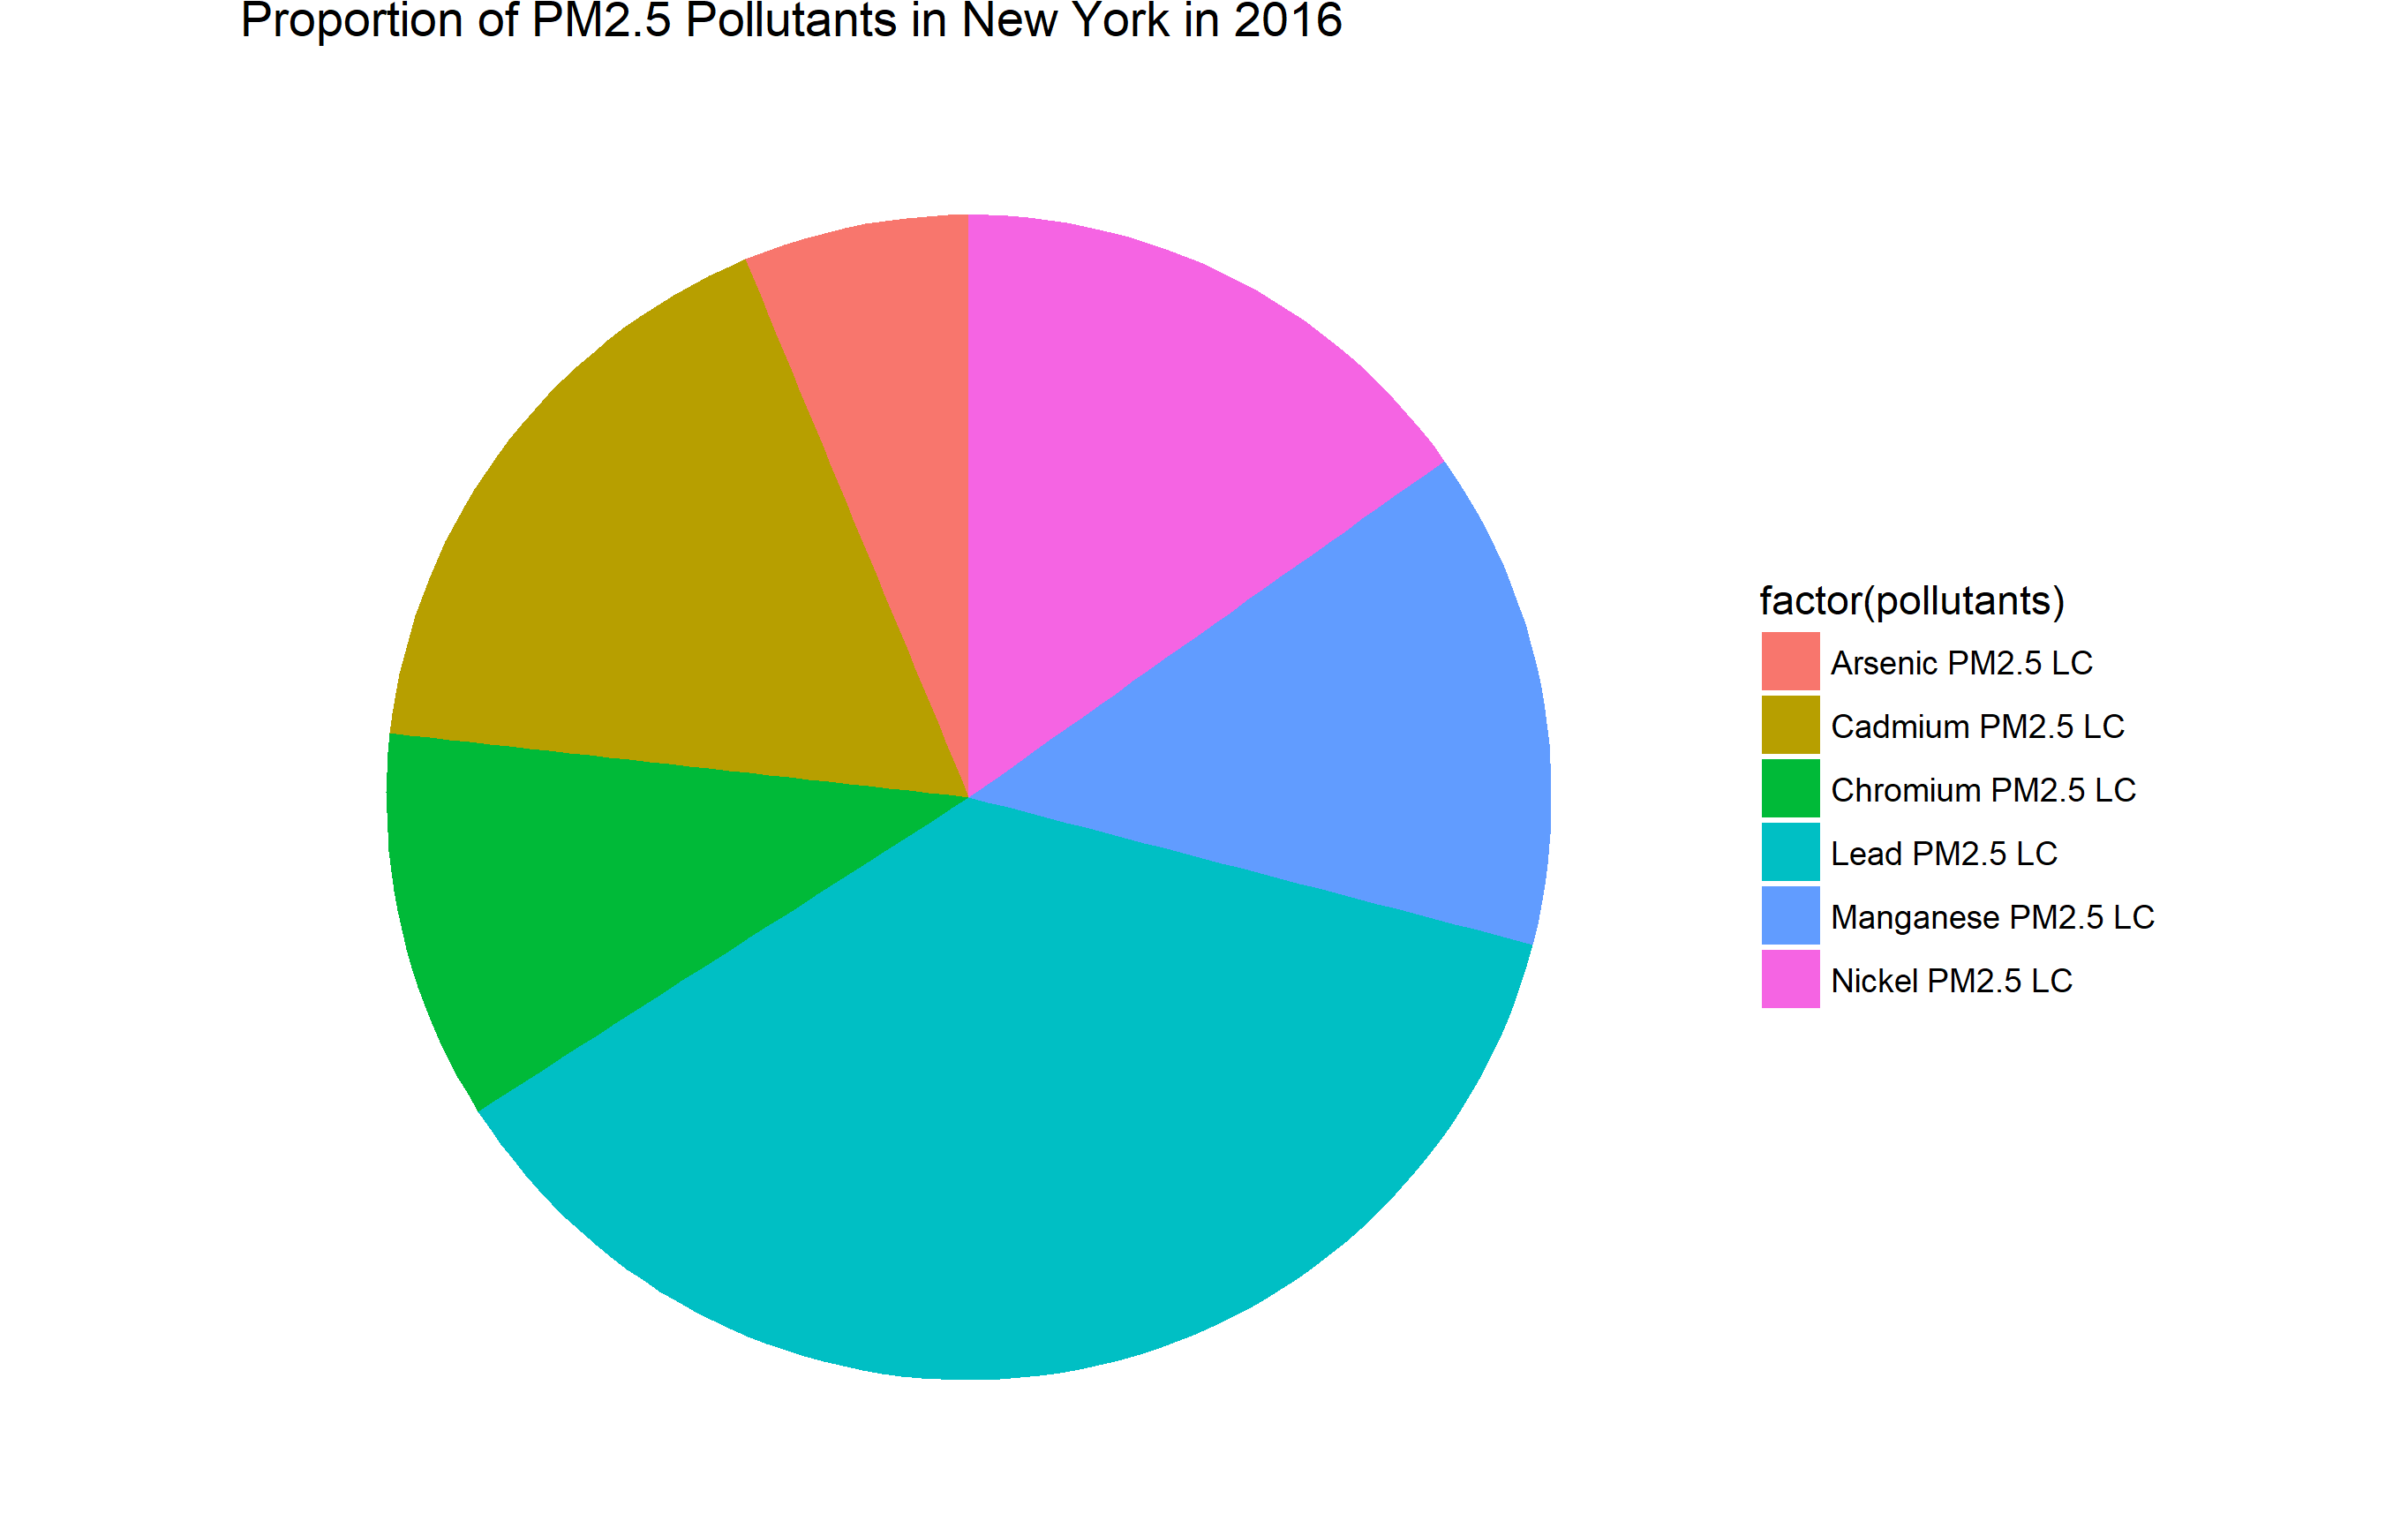 Proportion of PM2.5 Pollutants in New York in 2016
factor(pollutants)
Arsenic PM2.5 LC
Cadmium PM2.5 LC
Chromium PM2.5 LC
Lead PM2.5 LC
Manganese PM2.5 LC
Nickel PM2.5 LC